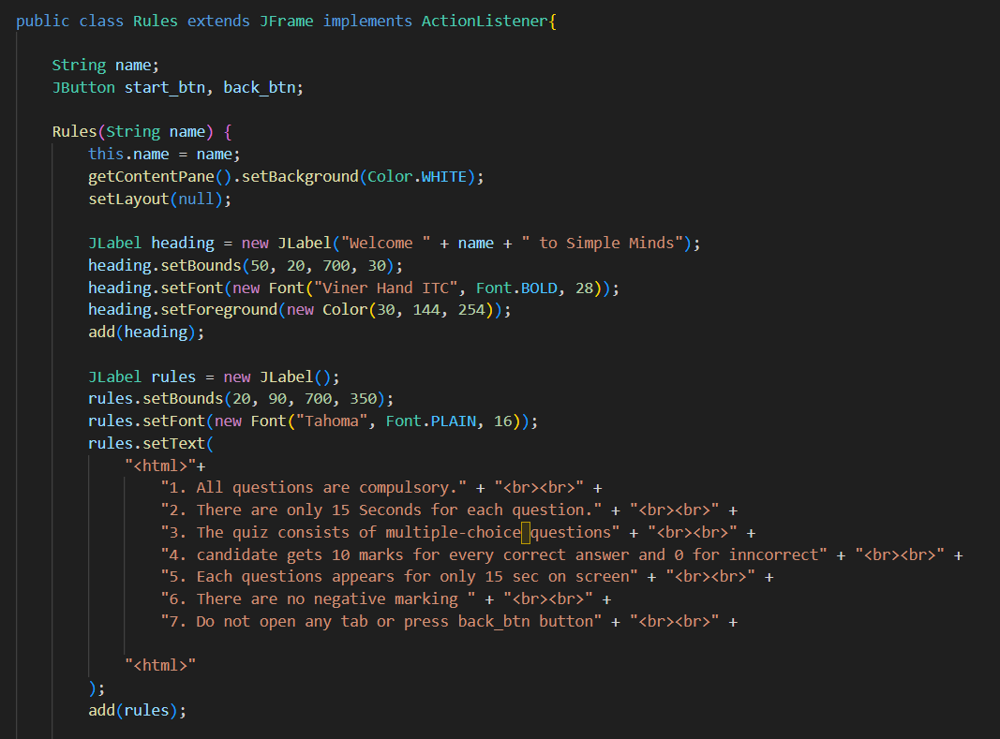 public class Rules extends JFrame implements ActionListener{
String name;
JButton start_btn, back_btn;
Rules(String name) {
this.name = name;
getContentPane().setBackground(Color.WHITE);
setLayout(null);
JLabel heading = new JLabel("Welcome " + name + " to Simple Minds");
heading.setBounds(50, 20, 700, 30);
heading.setFont(new Font("Viner Hand ITC", Font.BOLD, 28));
heading.setForeground(new Color(30, 144, 254));
add(heading);
JLabel rules = new JLabel();
rules.setBounds(20, 90, 700, 350);
rules.setFont(new Font("Tahoma", Font.PLAIN, 16));
rules.setText(
"<html>"+
"1. All questions are compulsory." + "<br><br>" +
"2. There are only 15 Seconds for each question." + "<br><br>" +
"3. The quiz consists of multiple-choice questions" + "<br><br>" +
"4. candidate gets 10 marks for every correct answer and 0 for inncorrect" + "<br><br>" +
"5. Each questions appears for only 15 sec on screen" + "<br><br>" +
"6. There are no negative marking " + "<br><br>" +
"7. Do not open any tab or press back_btn button" + "<br><br>" +
"<html>"
);
add(rules);